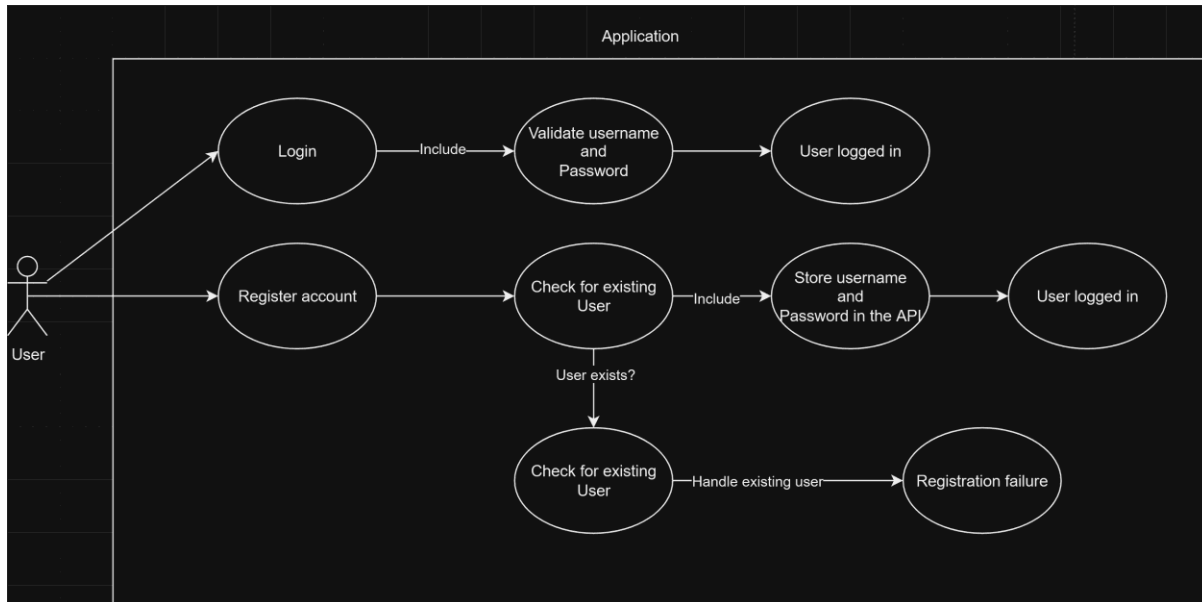 Application
Login
Include
Validate username
and
Password
User logged in
User
Register account
Check for existing
User
Include
Store username
and
Password in the API
User logged in
User exists?
Check for existing
User
Handle existing user
Registration failure